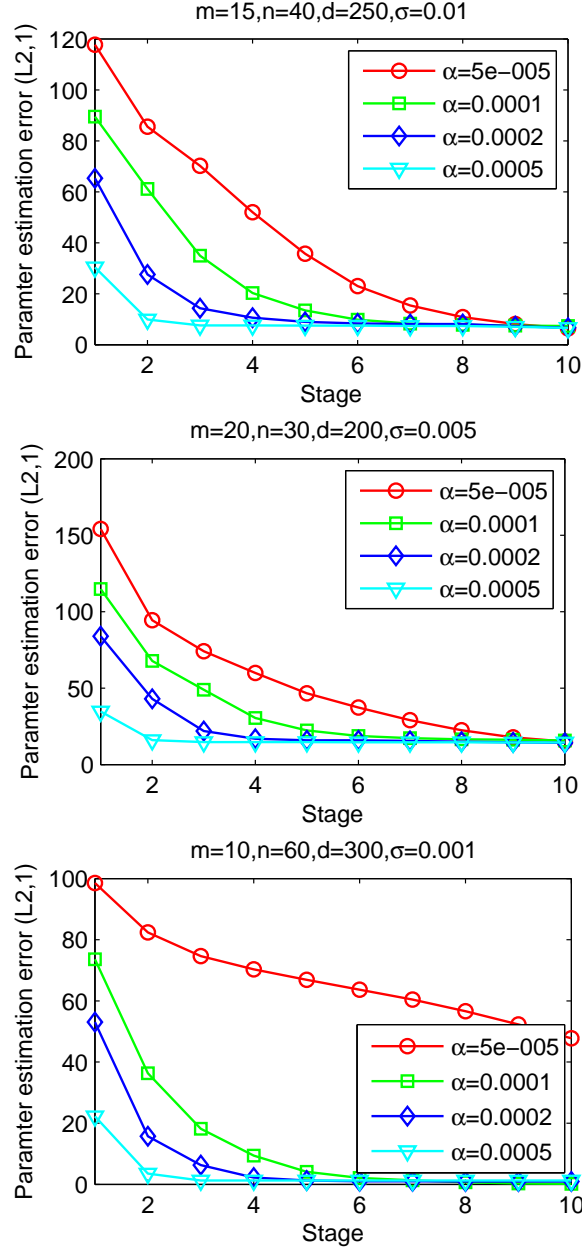 m=15,n=40,d=250,σ=0.01
120
100
80
60
40
20
0
2
4
6
8
10
Paramter estimation error (L2,1)
Stage
α=5e−005
α=0.0001
α=0.0002
α=0.0005
m=20,n=30,d=200,σ=0.005
200
150
100
50
0
2
4
6
8
10
Paramter estimation error (L2,1)
Stage
α=5e−005
α=0.0001
α=0.0002
α=0.0005
m=10,n=60,d=300,σ=0.001
100
80
60
40
20
0
2
4
6
8
10
Paramter estimation error (L2,1)
Stage
α=5e−005
α=0.0001
α=0.0002
α=0.0005